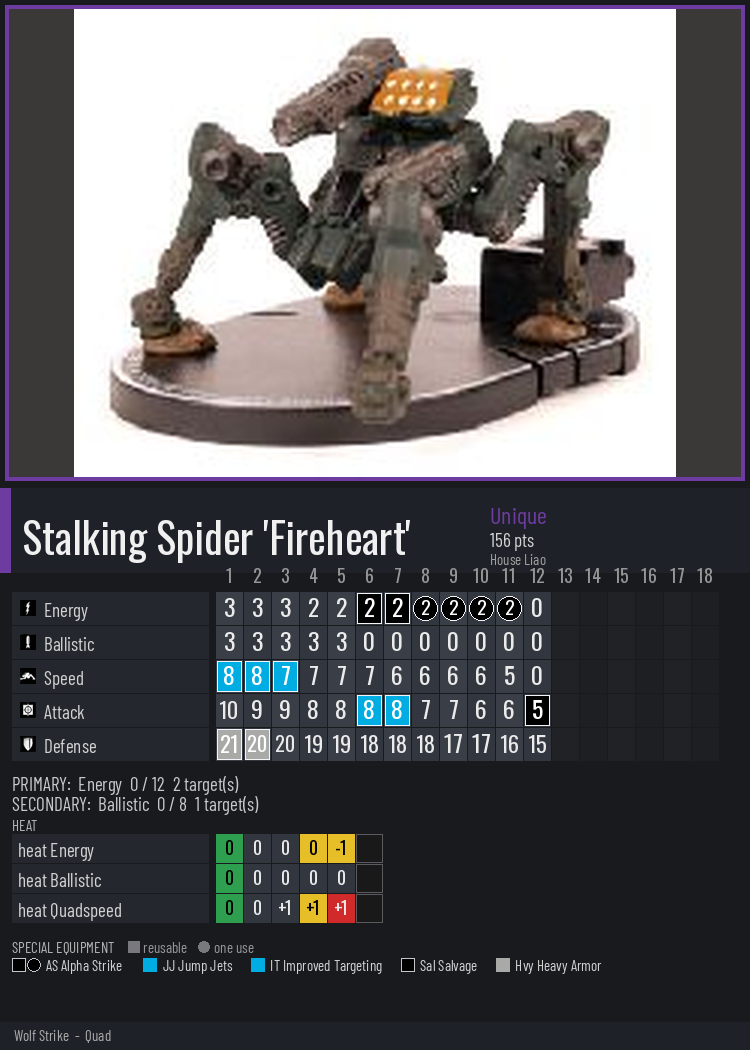 Stalking Spider 'Fireheart'
Unique
156 pts
House Liao
1 2 3 4 5 6 7 8 9 10 11 12 13 14 15 16 17 18
Energy 3 3 3 2 2 2 2 2 2 2 2 0
Ballistic 3 3 3 3 3 0 0 0 0 0 0 0
Speed 8 8 7 7 7 7 6 6 6 6 5 0
Attack 10 9 9 8 8 8 8 7 7 6 6 5
Defense 21 20 20 19 19 18 18 18 17 17 16 15
PRIMARY: Energy 0 / 12 2 target(s)
SECONDARY: Ballistic 0 / 8 1 target(s)
HEAT
heat Energy 0 0 0 0 -1
heat Ballistic 0 0 0 0 0
heat Quadspeed 0 0 +1 +1 +1
SPECIAL EQUIPMENT reusable one use
AS Alpha Strike JJ Jump Jets IT Improved Targeting Sal Salvage Hvy Heavy Armor
Wolf Strike - Quad